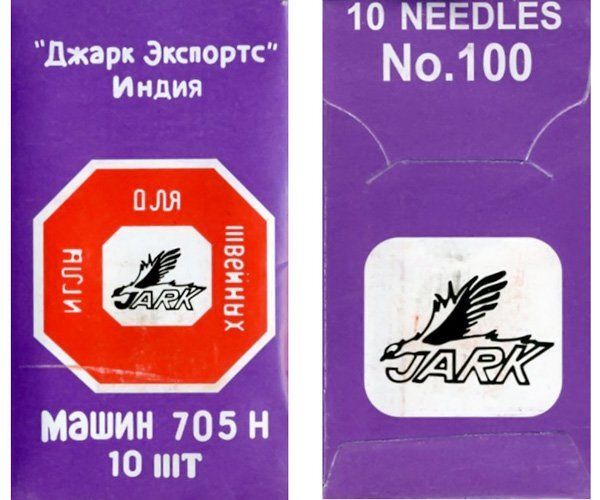 "Джарк Экспортс"
Индия
Иглы
для
швейных
JARK
Машин 705 Н
10 шт
10 NEEDLES
No.100
JARK